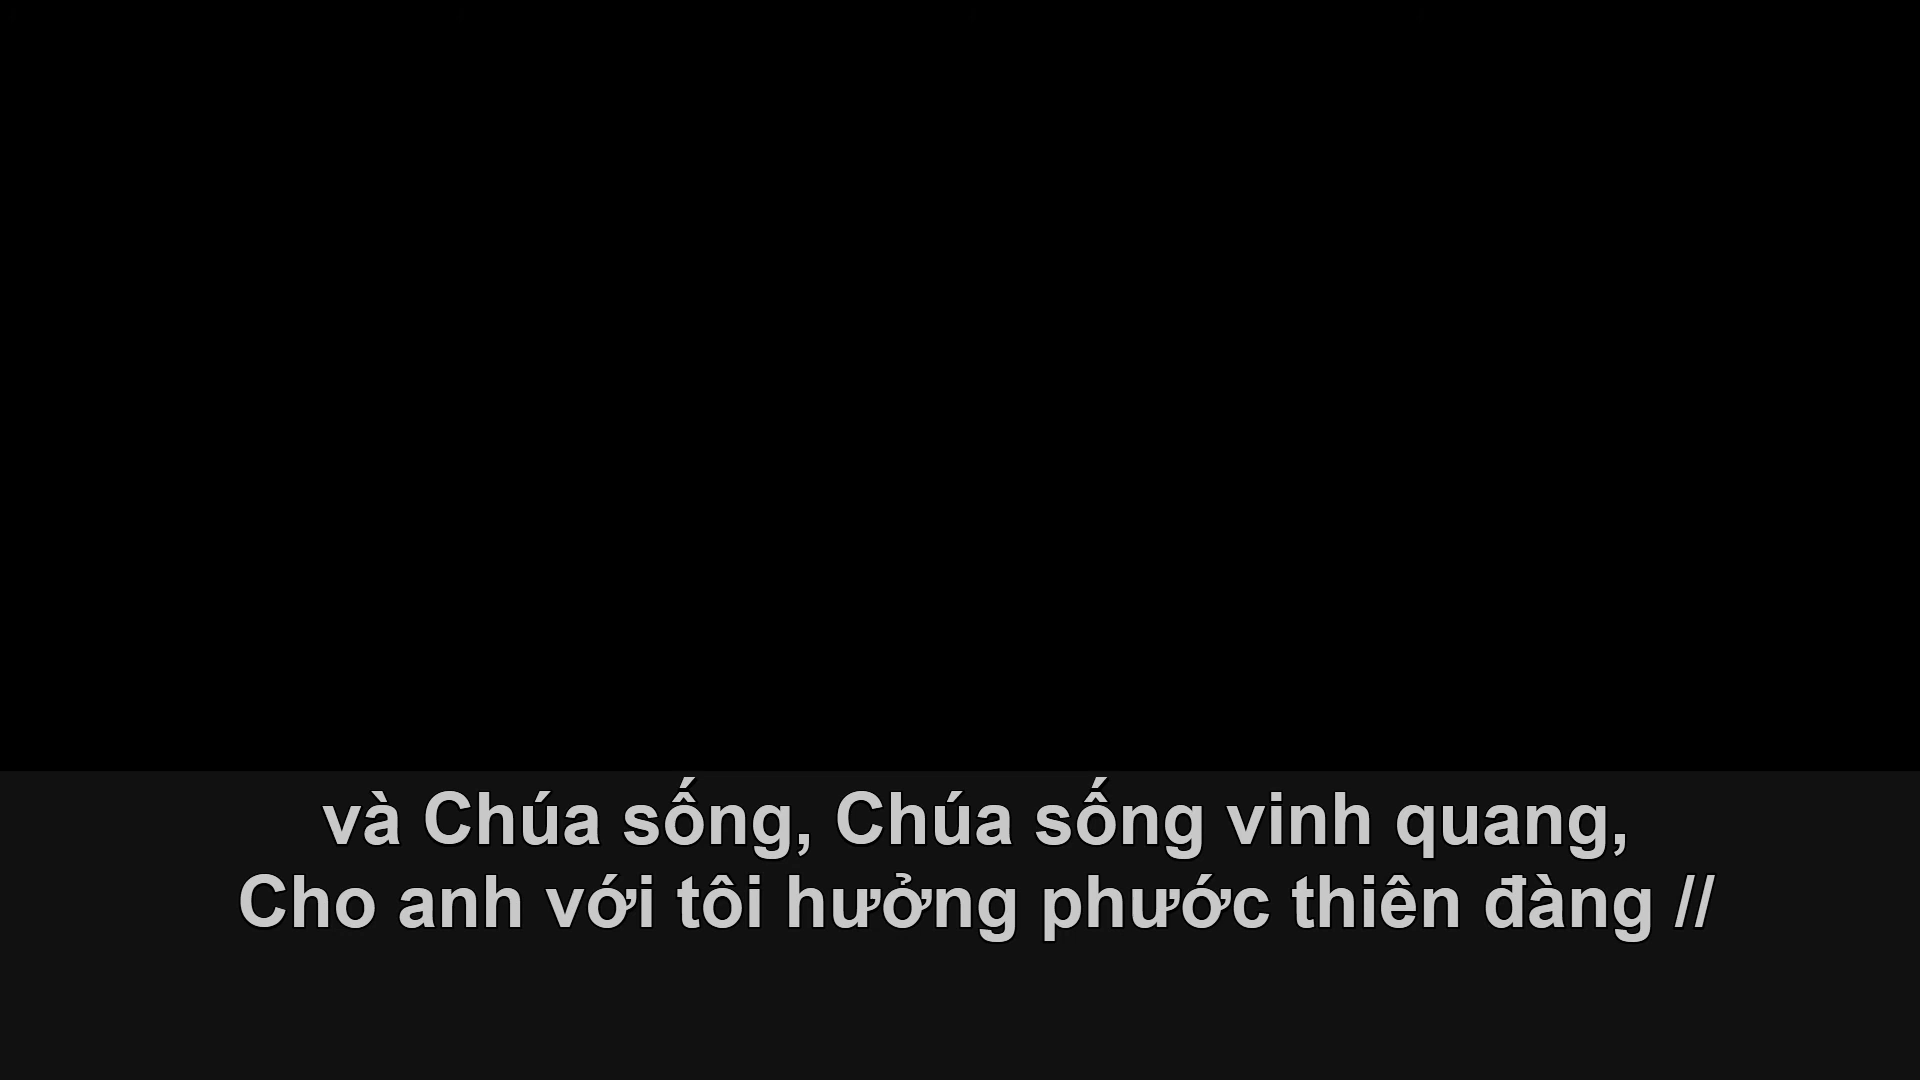 và Chúa sống, Chúa sống vinh quang,
Cho anh với tôi hưởng phước thiên đàng //